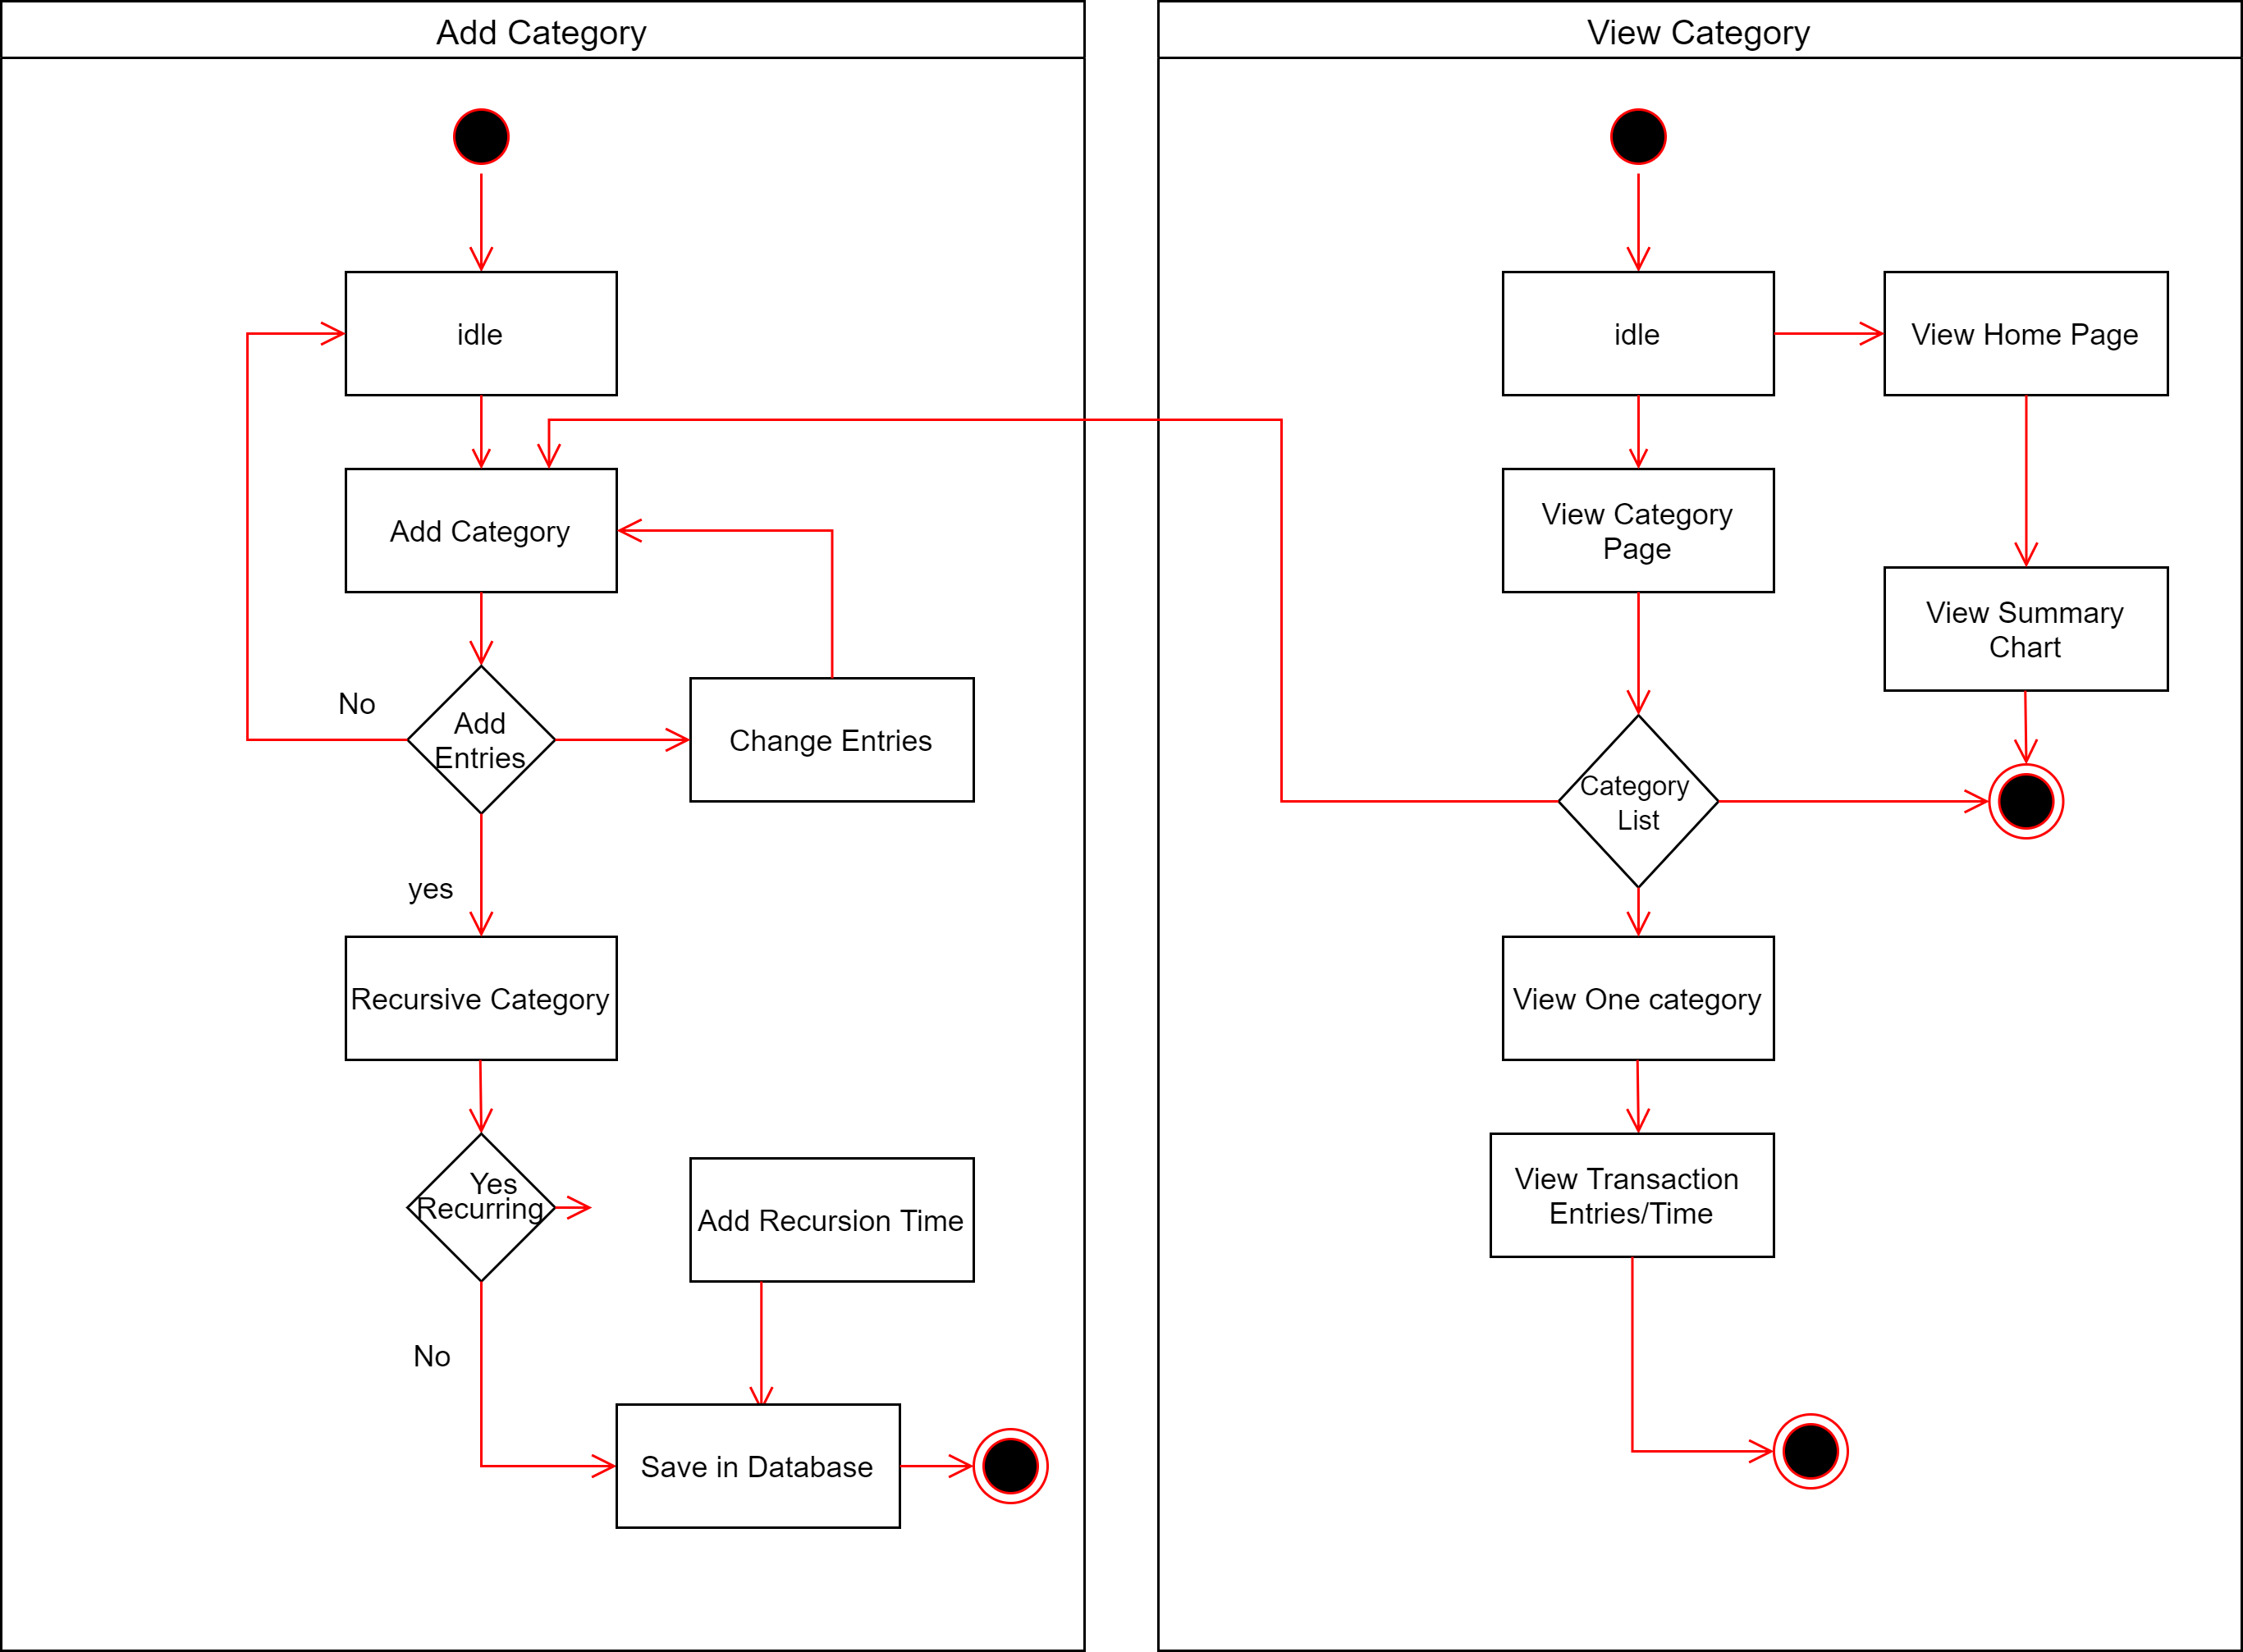 Add Category
idle
Add Category
No
Add
Entries
Change Entries
yes
Recursive Category
Yes
Recurring
Add Recursion Time
No
Save in Database
View Category
idle
View Home Page
View Category
Page
View Summary
Chart
Category
List
View One category
View Transaction
Entries/Time